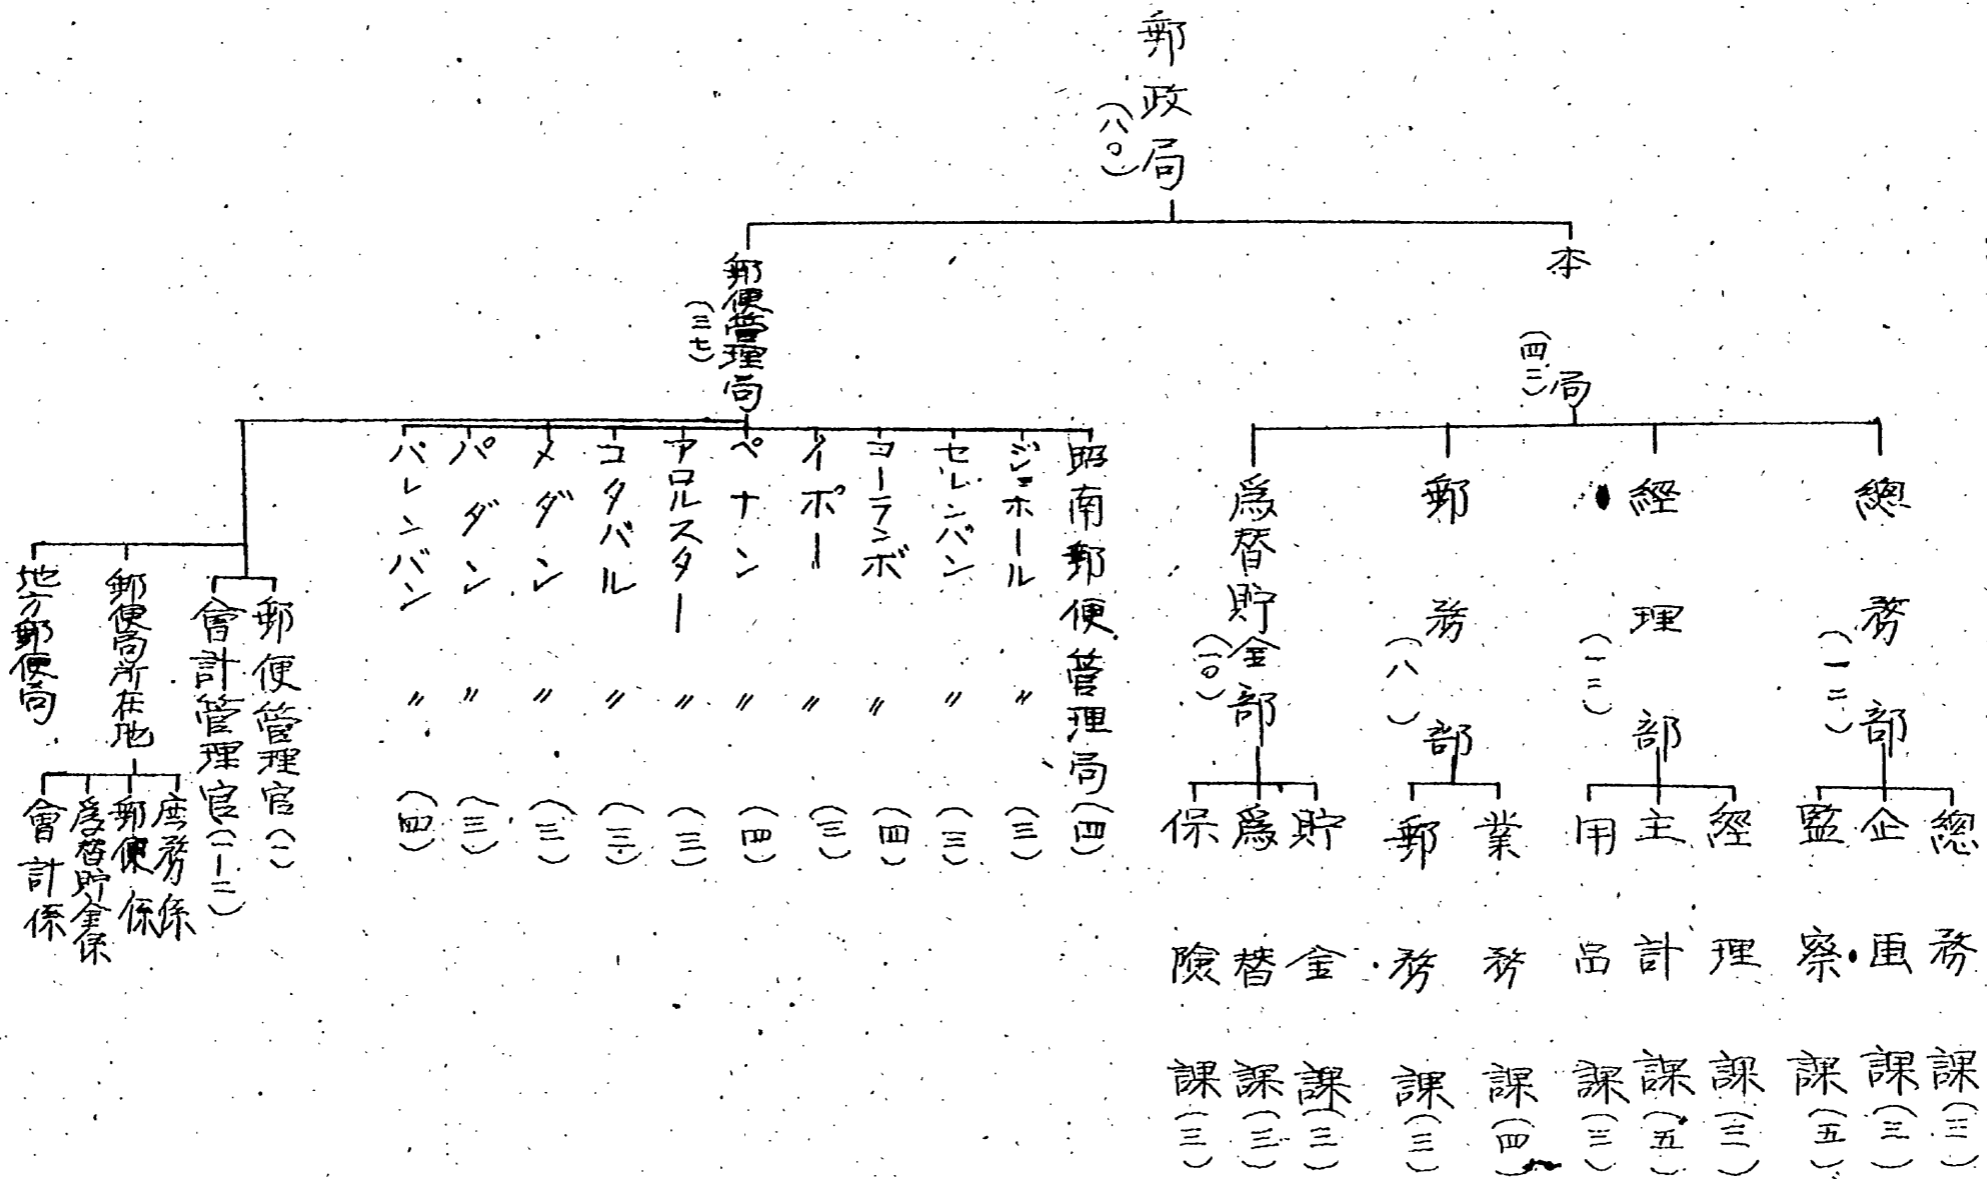 郵政局(八〇)
本局(四三)
總務部(一二)
總務課(三)
企画課(三)
監察課(五)
經理部(一二)
經理課(三)
主計課(五)
用品課(三)
郵務部(八)
業務課(四)
郵務課(三)
為替貯金部(一〇)
貯金課(三)
為替課(三)
保險課(三)
郵便管理局(三七)
昭南郵便管理局(四)
ジョホール〃(三)
セレンバン〃(三)
コーランボ〃(四)
イポー〃(三)
ペナン〃(四)
アロルスター〃(三)
コタバル〃(三)
メダン〃(三)
パダン〃(三)
パレンバン〃(四)
郵便管理官(一)
會計管理官(一ー二)
郵便局所在地
庶務係
郵便係
為替貯金係
會計係
地方郵便局